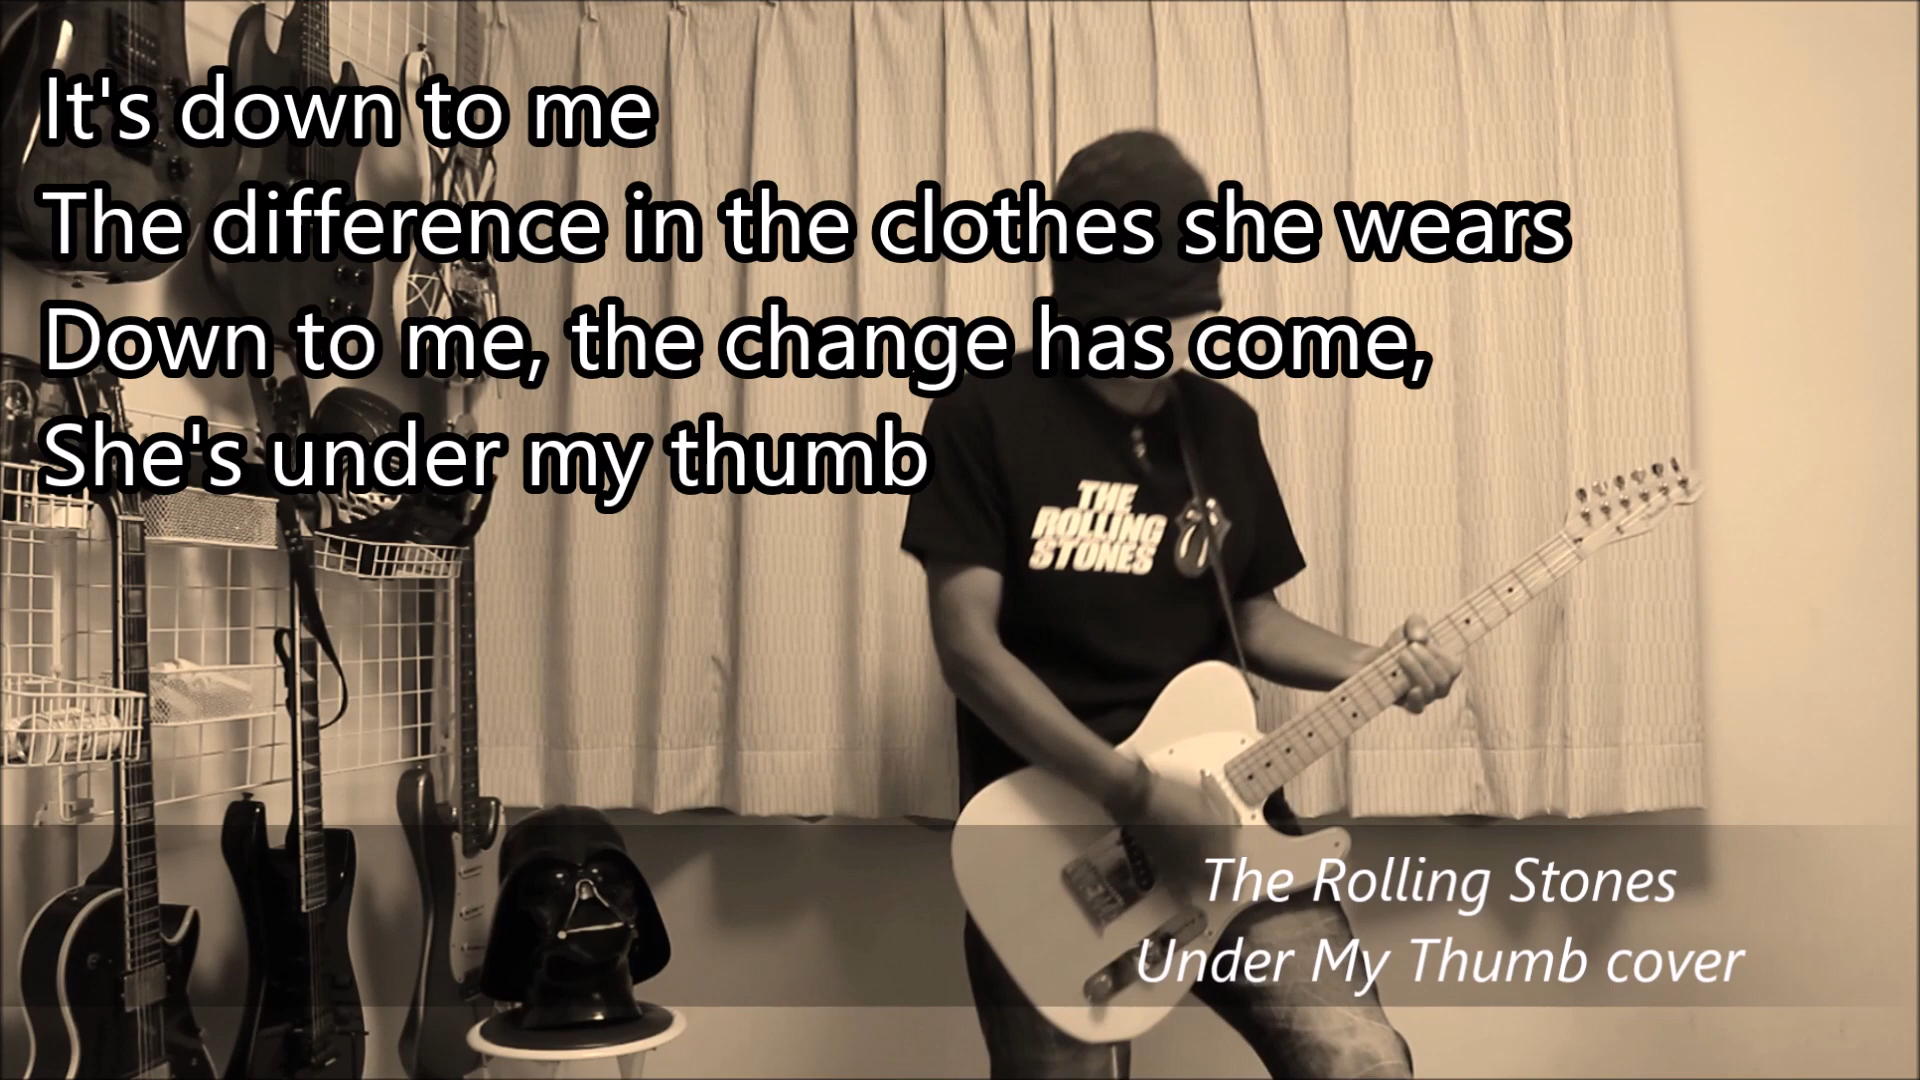 It's down to me
The difference in the clothes she wears
Down to me, the change has come,
She's under my thumb
THE
ROLLING
STONES
The Rolling Stones
Under My Thumb cover